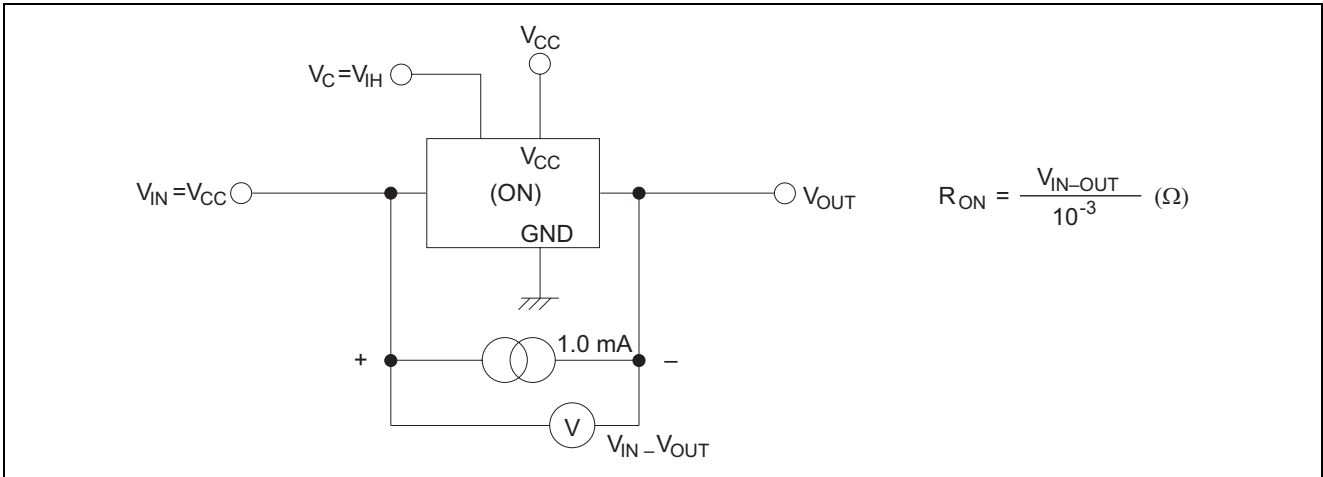 VCC
VC=VIH
VCC
VIN=VCC
(ON)
VOUT
GND
RON = VIN–OUT / 10-3 (Ω)
1.0 mA
+
–
V
VIN – VOUT